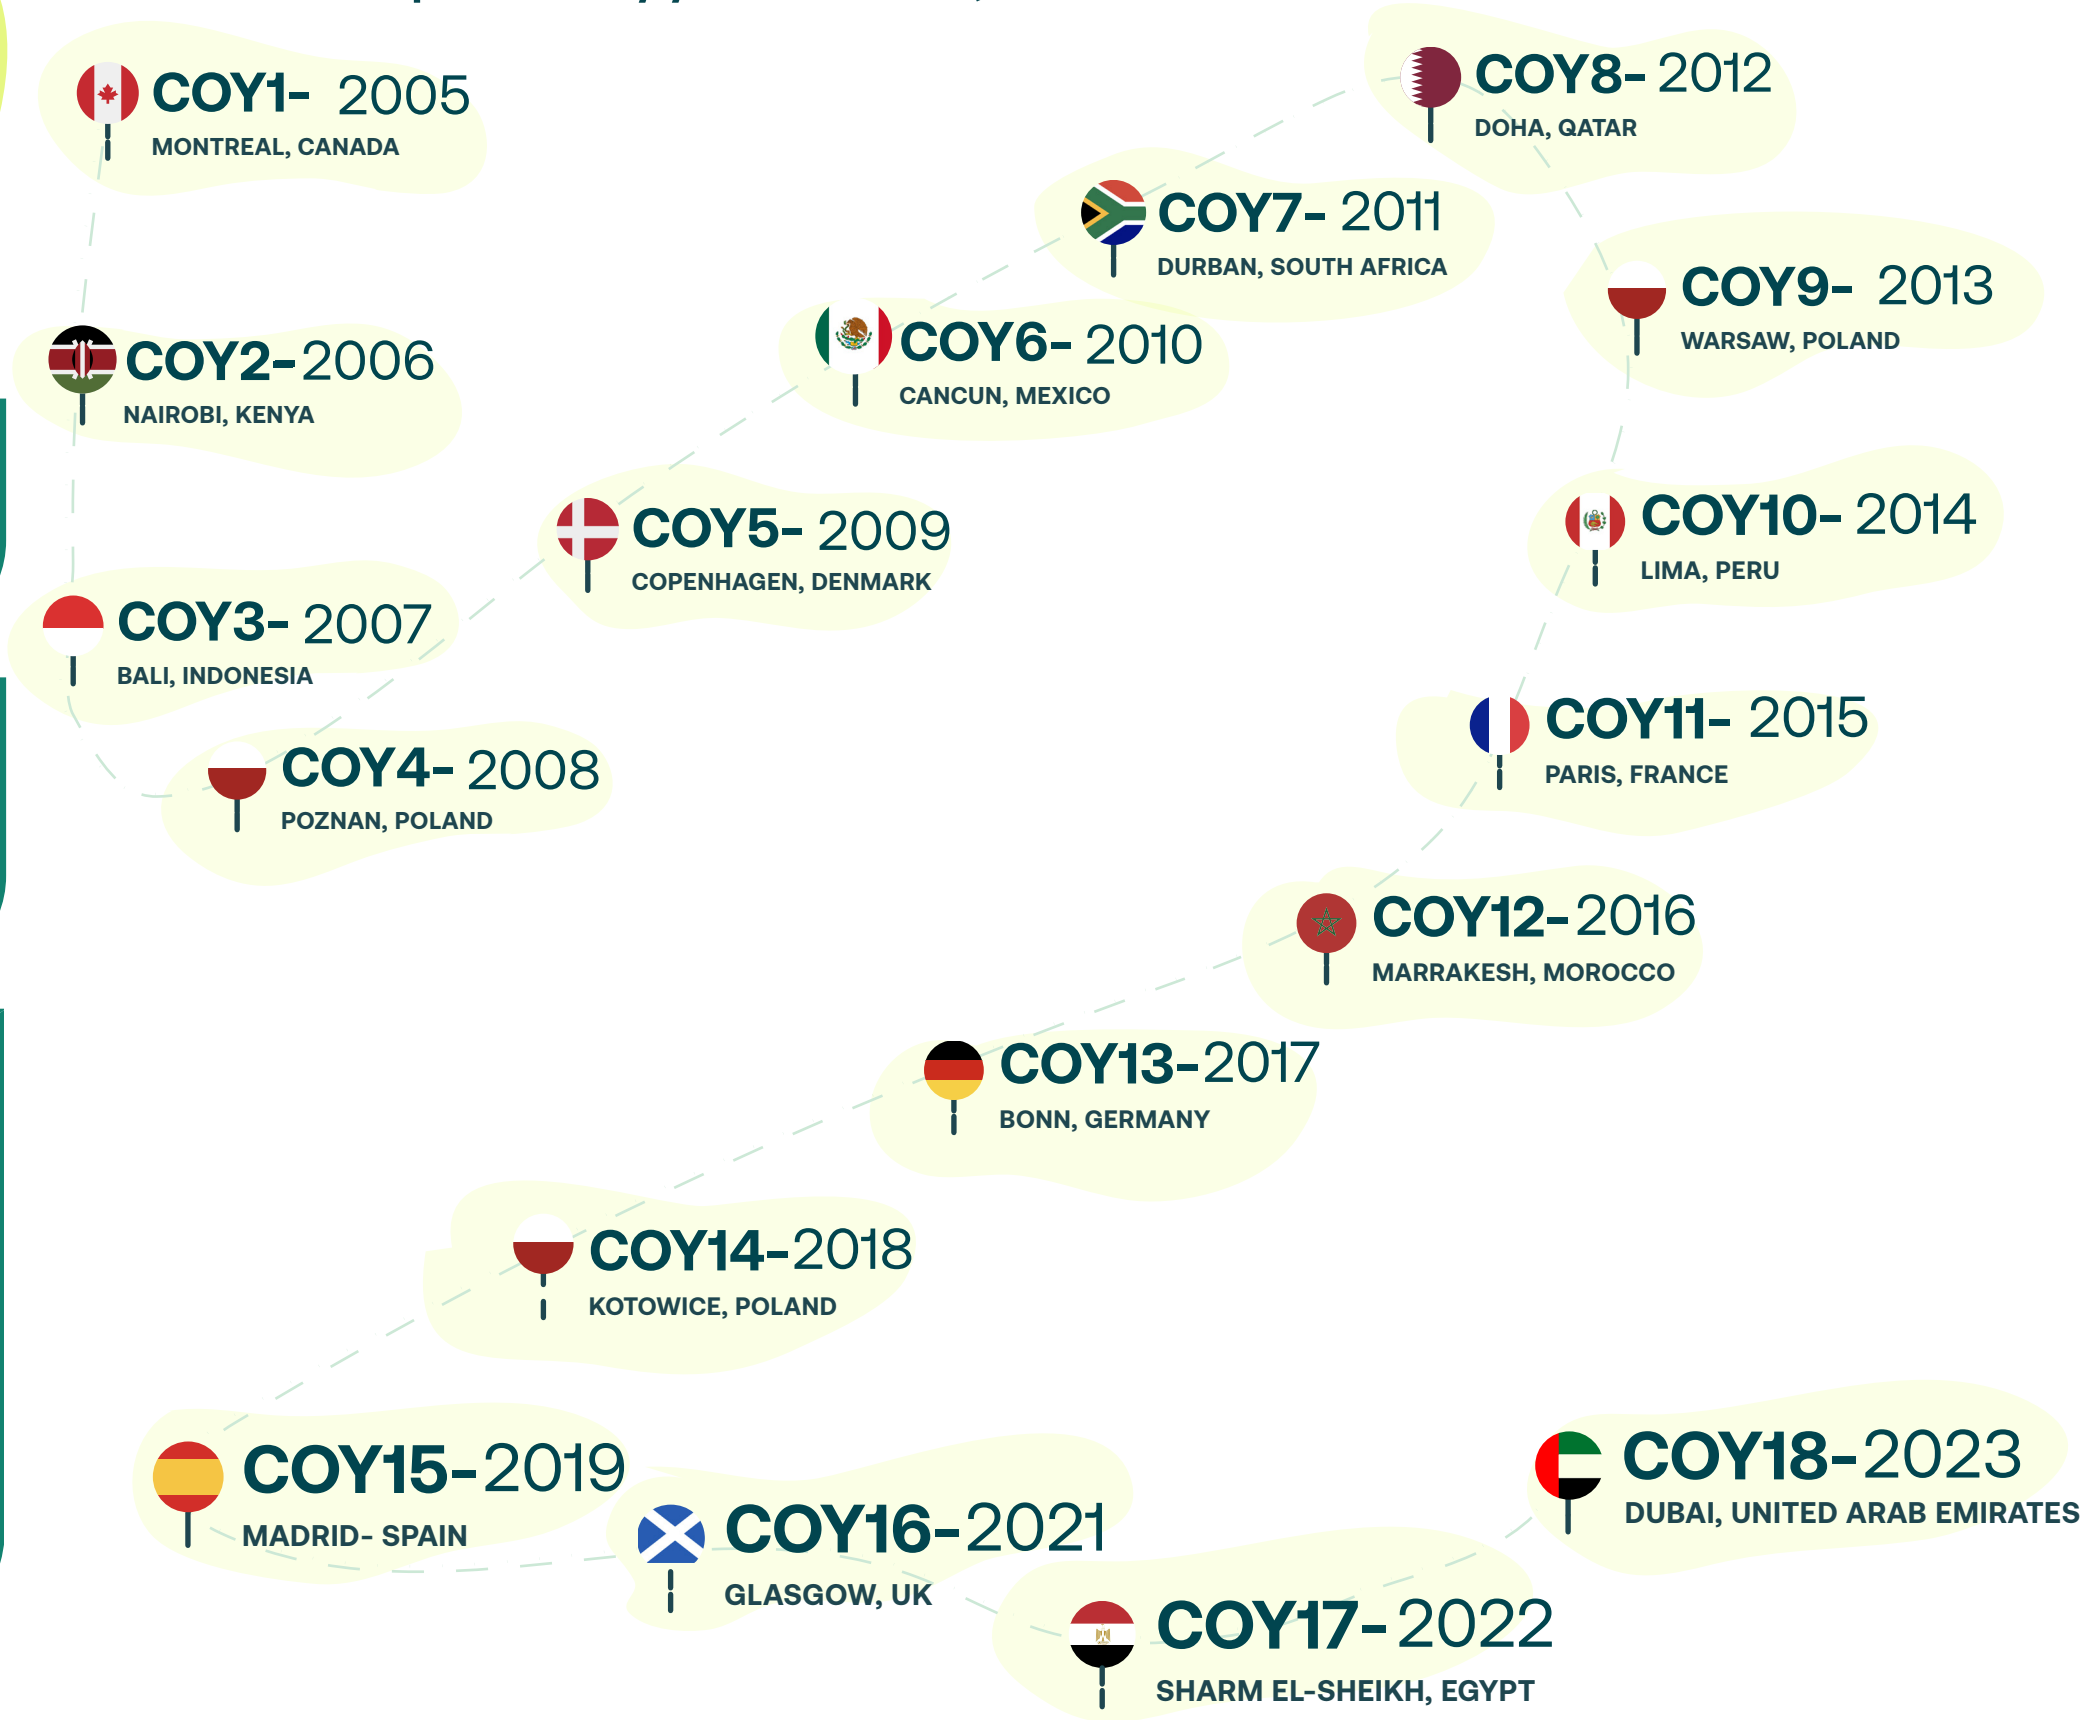 COY1- 2005
MONTREAL, CANADA
COY2-2006
NAIROBI, KENYA
COY3- 2007
BALI, INDONESIA
COY4- 2008
POZNAN, POLAND
COY5- 2009
COPENHAGEN, DENMARK
COY6- 2010
CANCUN, MEXICO
COY7- 2011
DURBAN, SOUTH AFRICA
COY8- 2012
DOHA, QATAR
COY9- 2013
WARSAW, POLAND
COY10- 2014
LIMA, PERU
COY11- 2015
PARIS, FRANCE
COY12-2016
MARRAKESH, MOROCCO
COY13-2017
BONN, GERMANY
COY14-2018
KOTOWICE, POLAND
COY15-2019
MADRID- SPAIN
COY16-2021
GLASGOW, UK
COY17-2022
SHARM EL-SHEIKH, EGYPT
COY18-2023
DUBAI, UNITED ARAB EMIRATES